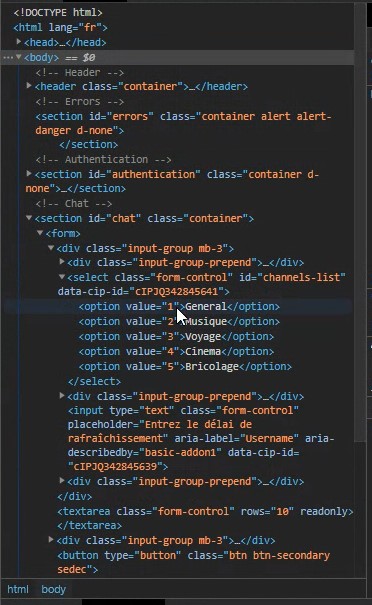 <!DOCTYPE html>
<html lang="fr">
<head>…</head>
<body> == $0
<!-- Header -->
<header class="container">…</header>
<!-- Errors -->
<section id="errors" class="container alert alert-
danger d-none">
</section>
<!-- Authentication -->
<section id="authentication" class="container d-
none">…</section>
<!-- Chat -->
<section id="chat" class="container">
<form>
<div class="input-group mb-3">
<div class="input-group-prepend">…</div>
<select class="form-control" id="channels-list"
data-cip-id="cIPJQ342845641">
<option value="1">General</option>
<option value="2">Musique</option>
<option value="3">Voyage</option>
<option value="4">Cinema</option>
<option value="5">Bricolage</option>
</select>
<div class="input-group-prepend">…</div>
<input type="text" class="form-control"
placeholder="Entrez le délai de
rafraîchissement" aria-label="Username" aria-
describedby="basic-addon1" data-cip-id=
"cIPJQ342845639">
<div class="input-group-prepend">…</div>
</div>
<textarea class="form-control" rows="10" readonly>
</textarea>
<div class="input-group mb-3">…</div>
<button type="button" class="btn btn-secondary
sedec">
html body